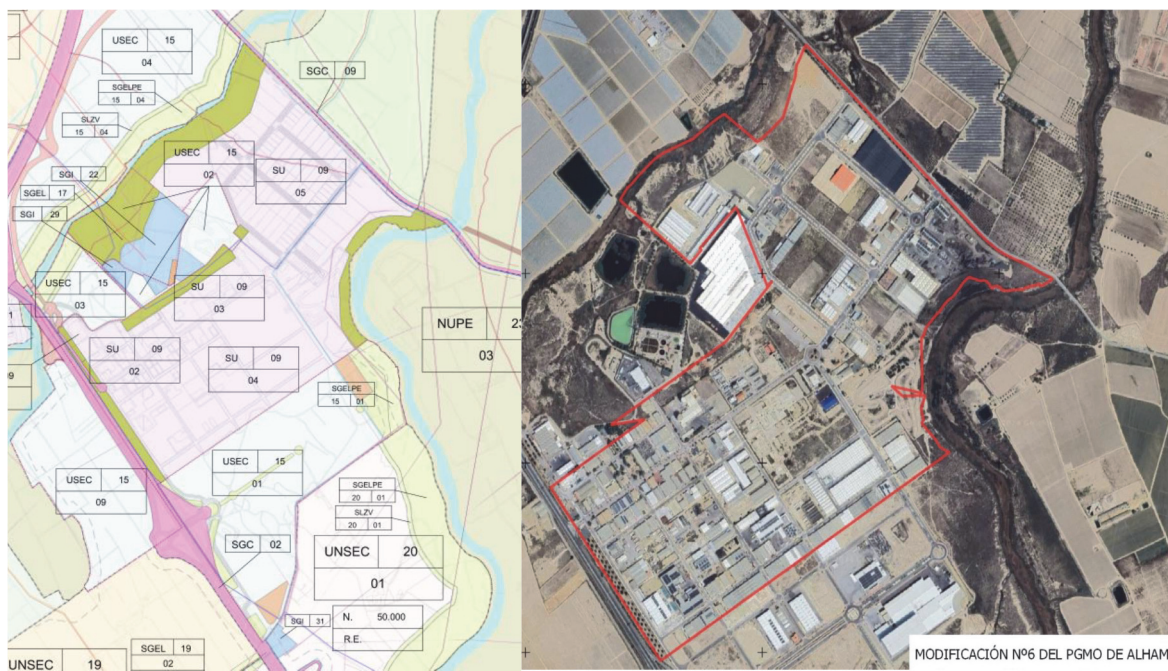 USEC 15
04
SGC 09
SGELPE
15 04
SLZV
15 04
USEC 15
02
SU 09
05
SGI 22
SGEL 17
SGI 29
USEC 15
03
SU 09
03
NUPE
03
SU 09
02
SU 09
04
SGELPE
15 01
USEC 15
01
USEC 15
09
SGELPE
20 01
SLZV
20 01
SGC 02
UNSEC 20
01
SGI 31
N. 50.000
R.E.
SGEL 19
02
UNSEC 19
MODIFICACIÓN Nº6 DEL PGMO DE ALHAM